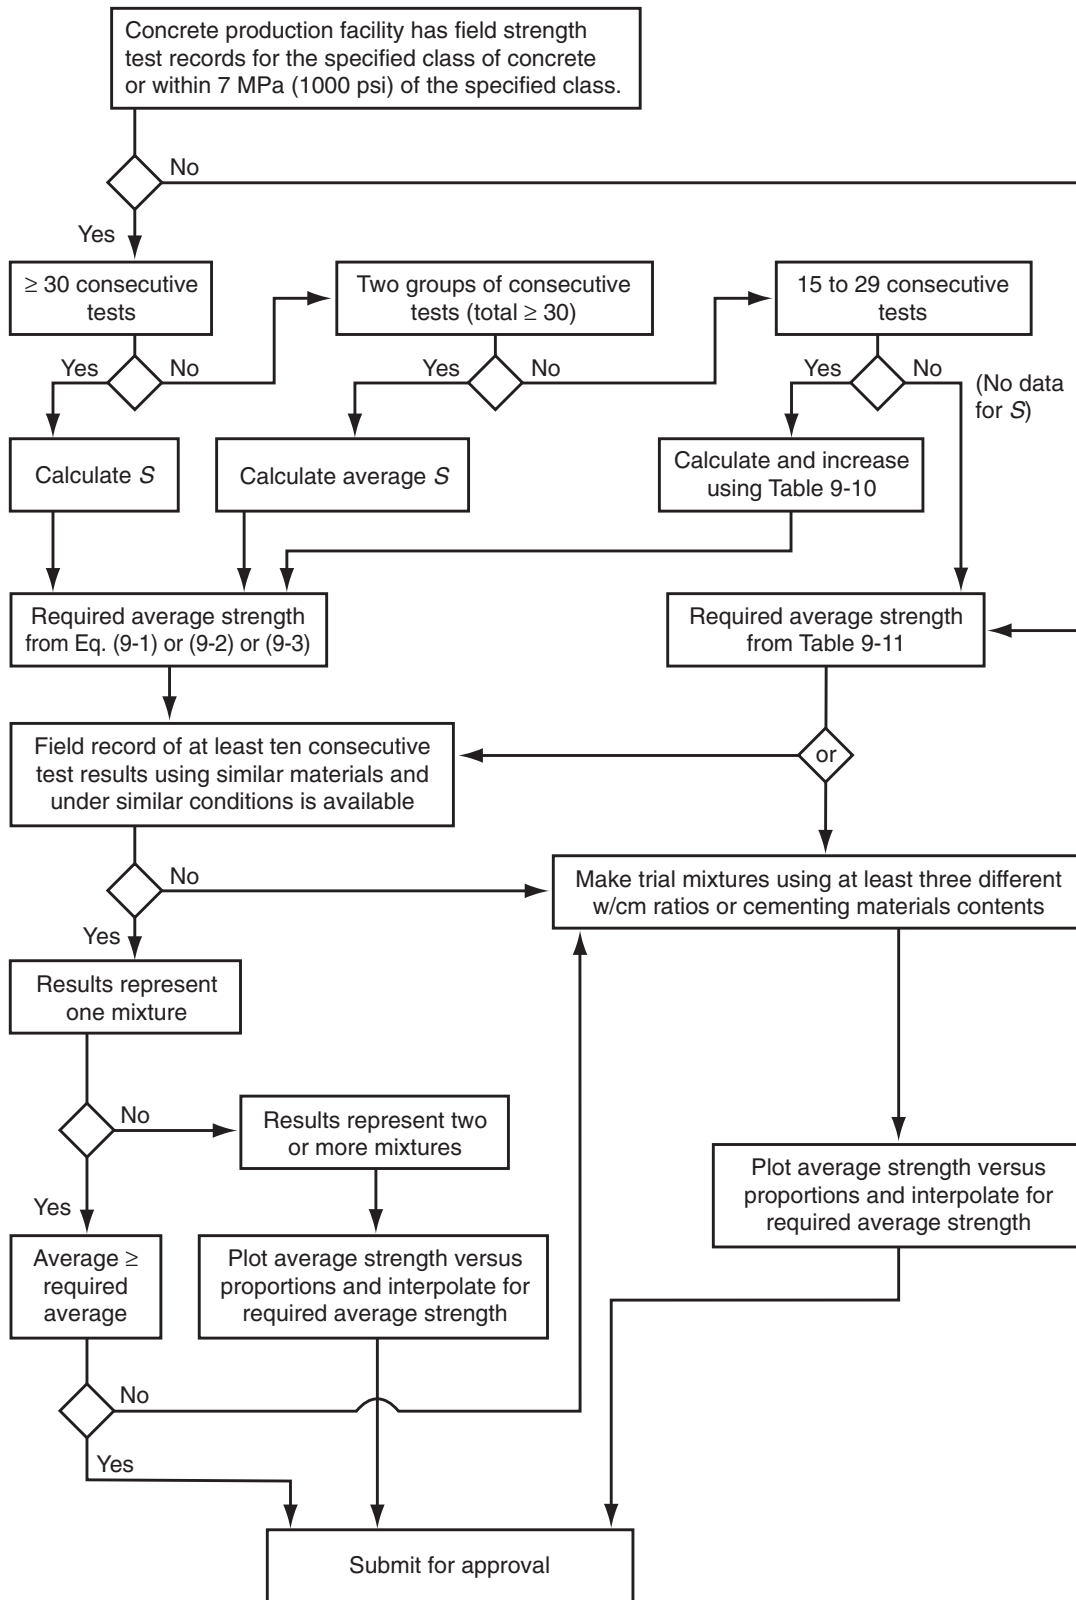 Concrete production facility has field strength
test records for the specified class of concrete
or within 7 MPa (1000 psi) of the specified class.
No
Yes
≥ 30 consecutive
tests
Two groups of consecutive
tests (total ≥ 30)
15 to 29 consecutive
tests
Yes
No
Yes
No
Yes
No
(No data
for S)
Calculate S
Calculate average S
Calculate and increase
using Table 9-10
Required average strength
from Eq. (9-1) or (9-2) or (9-3)
Required average strength
from Table 9-11
Field record of at least ten consecutive
test results using similar materials and
under similar conditions is available
or
No
Yes
Make trial mixtures using at least three different
w/cm ratios or cementing materials contents
Results represent
one mixture
No
Yes
Results represent two
or more mixtures
Plot average strength versus
proportions and interpolate for
required average strength
Average ≥
required
average
Plot average strength versus
proportions and interpolate for
required average strength
No
Yes
Submit for approval